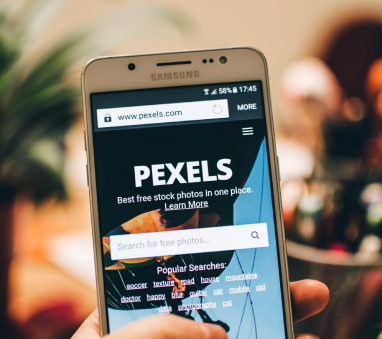 SAMSUNG
58% 17:45
www.pexels.com MORE
PEXELS
Best free stock photos in one place.
Learn More
Search for free photos...
Popular Searches:
soccer texture road house mountains
doctor happy blue guitar car mobile old
data photography cat